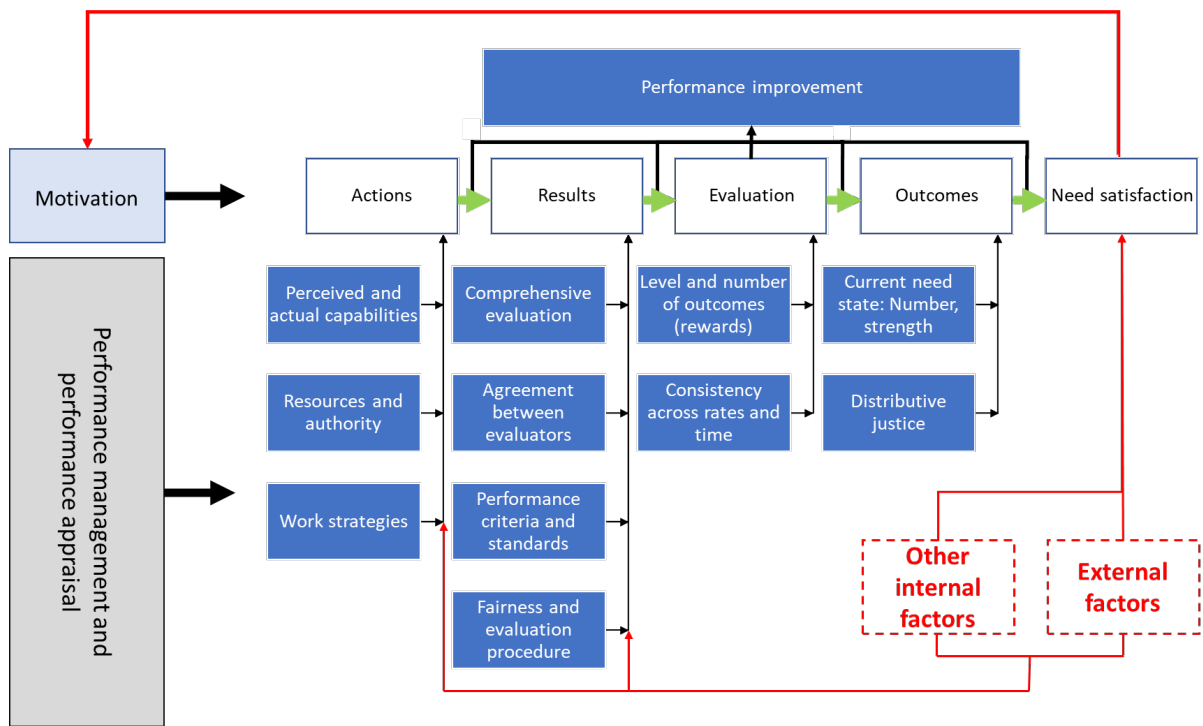 Performance improvement
Motivation
Actions
Results
Evaluation
Outcomes
Need satisfaction
Performance management and
performance appraisal
Perceived and
actual capabilities
Resources and
authority
Work strategies
Comprehensive
evaluation
Agreement
between
evaluators
Performance
criteria and
standards
Fairness and
evaluation
procedure
Level and number
of outcomes
(rewards)
Consistency
across rates and
time
Current need
state: Number,
strength
Distributive
justice
Other
internal
factors
External
factors